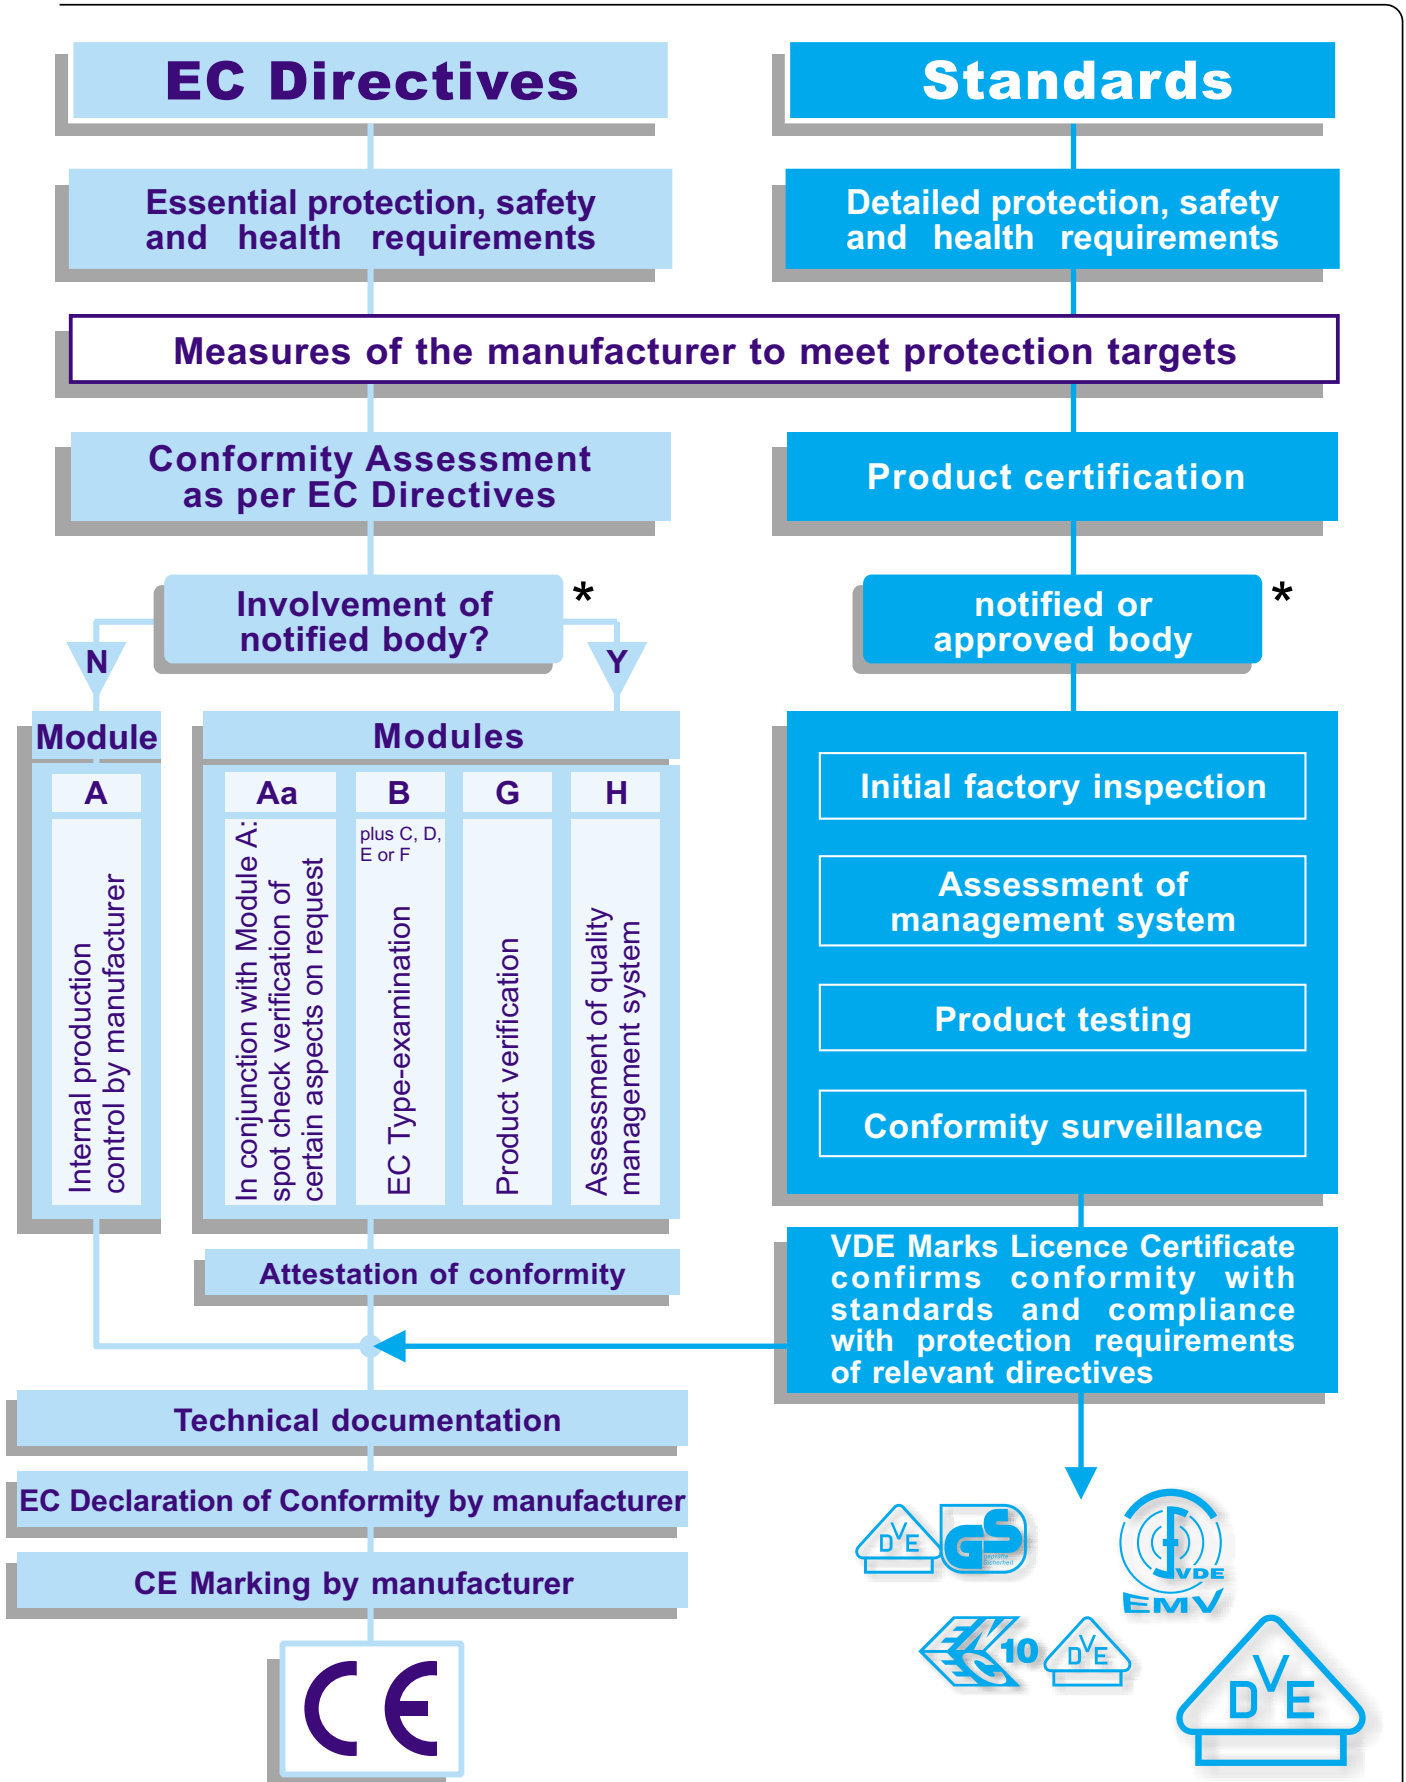 EC Directives
Essential protection, safety
and health requirements
Standards
Detailed protection, safety
and health requirements
Measures of the manufacturer to meet protection targets
Conformity Assessment
as per EC Directives
Product certification
Involvement of
notified body?
*
N
Y
notified or
approved body
*
Module
A
Internal production
control by manufacturer
Modules
Aa
In conjunction with Module A:
spot check verification of
certain aspects on request
B
plus C, D,
E or F
EC Type-examination
G
Product verification
H
Assessment of quality
management system
Initial factory inspection
Assessment of
management system
Product testing
Conformity surveillance
Attestation of conformity
VDE Marks Licence Certificate
confirms conformity with
standards and compliance
with protection requirements
of relevant directives
Technical documentation
EC Declaration of Conformity by manufacturer
CE Marking by manufacturer
CE
DVE
GS
geprüfte
Sicherheit
VDE
EMV
10
DVE
DVE